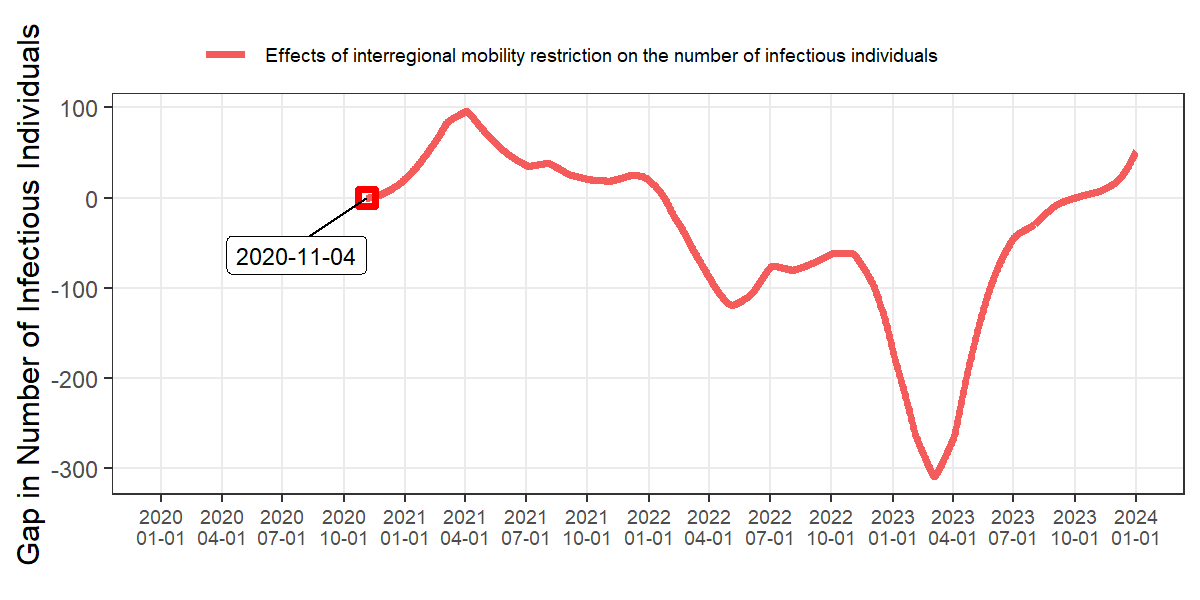 Effects of interregional mobility restriction on the number of infectious individuals
Gap in Number of Infectious Individuals
100
0
-100
-200
-300
2020-11-04
2020 2020 2020 2020 2021 2021 2021 2021 2022 2022 2022 2022 2023 2023 2023 2023 2024
01-01 04-01 07-01 10-01 01-01 04-01 07-01 10-01 01-01 04-01 07-01 10-01 01-01 04-01 07-01 10-01 01-01